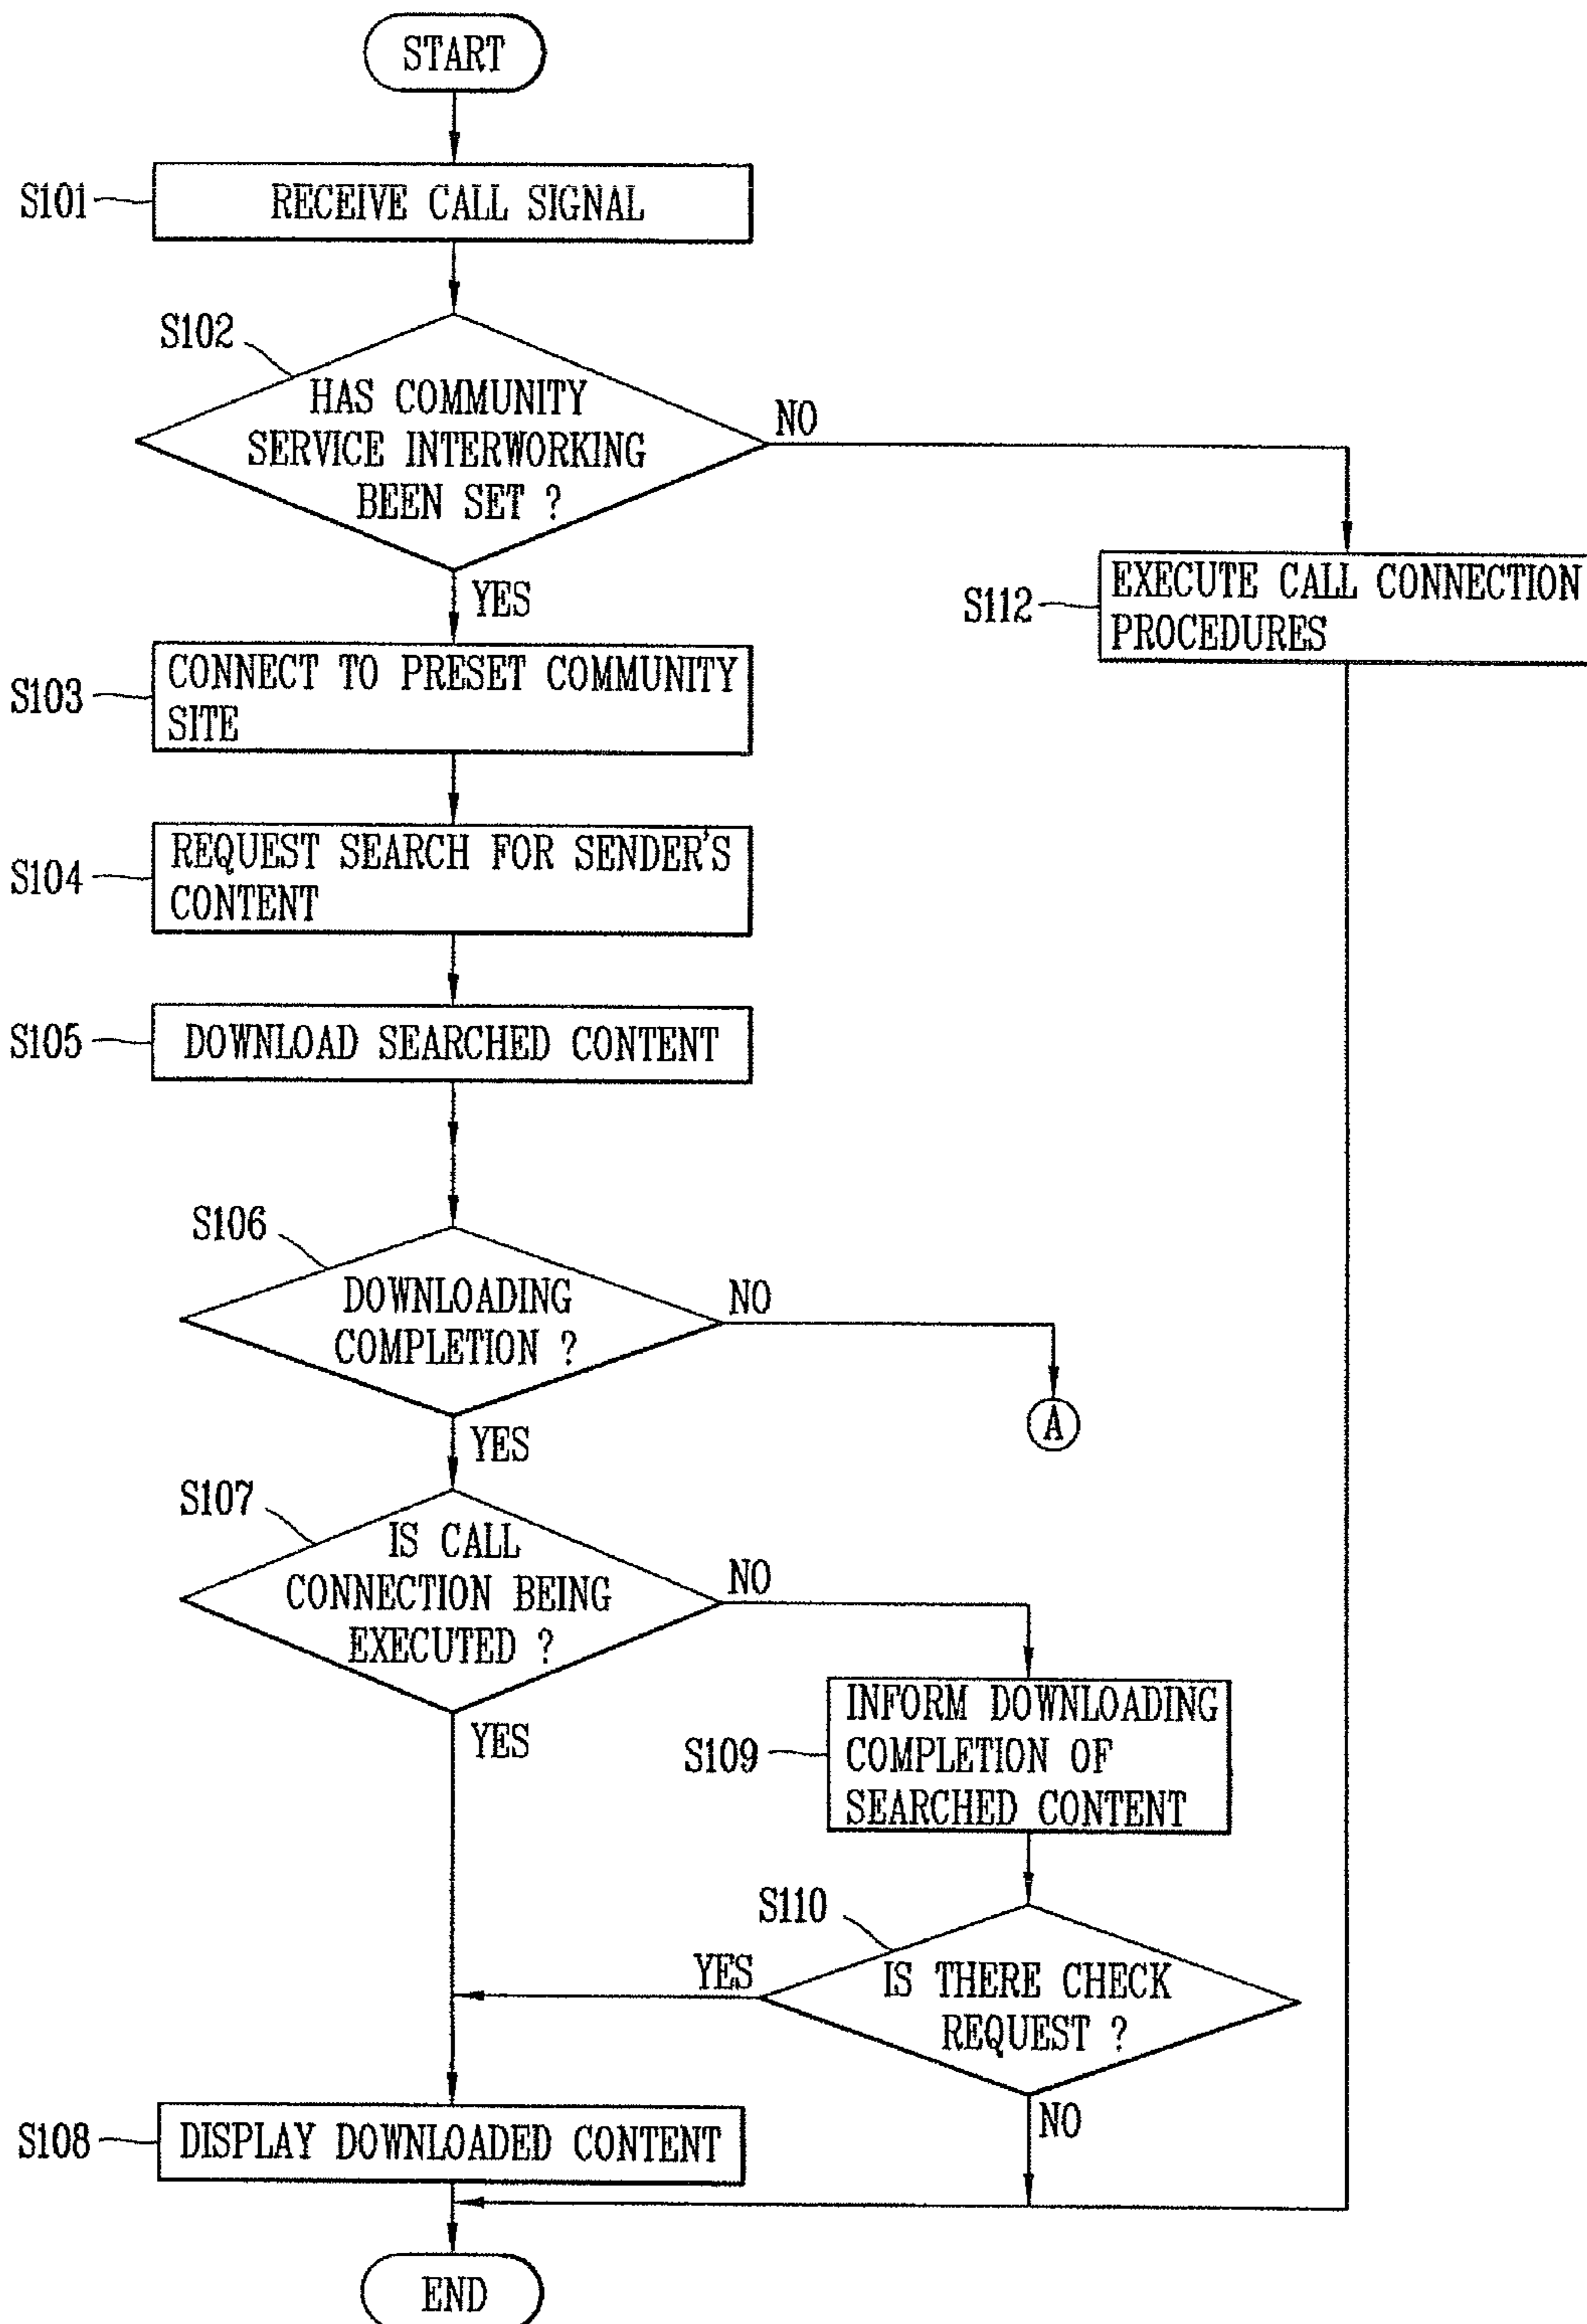 START
S101
RECEIVE CALL SIGNAL
S102
HAS COMMUNITY
SERVICE INTERWORKING
BEEN SET ?
NO
YES
S112
EXECUTE CALL CONNECTION
PROCEDURES
S103
CONNECT TO PRESET COMMUNITY
SITE
S104
REQUEST SEARCH FOR SENDER'S
CONTENT
S105
DOWNLOAD SEARCHED CONTENT
S106
DOWNLOADING
COMPLETION ?
NO
A
YES
S107
IS CALL
CONNECTION BEING
EXECUTED ?
NO
YES
S109
INFORM DOWNLOADING
COMPLETION OF
SEARCHED CONTENT
S110
IS THERE CHECK
REQUEST ?
YES
NO
S108
DISPLAY DOWNLOADED CONTENT
END